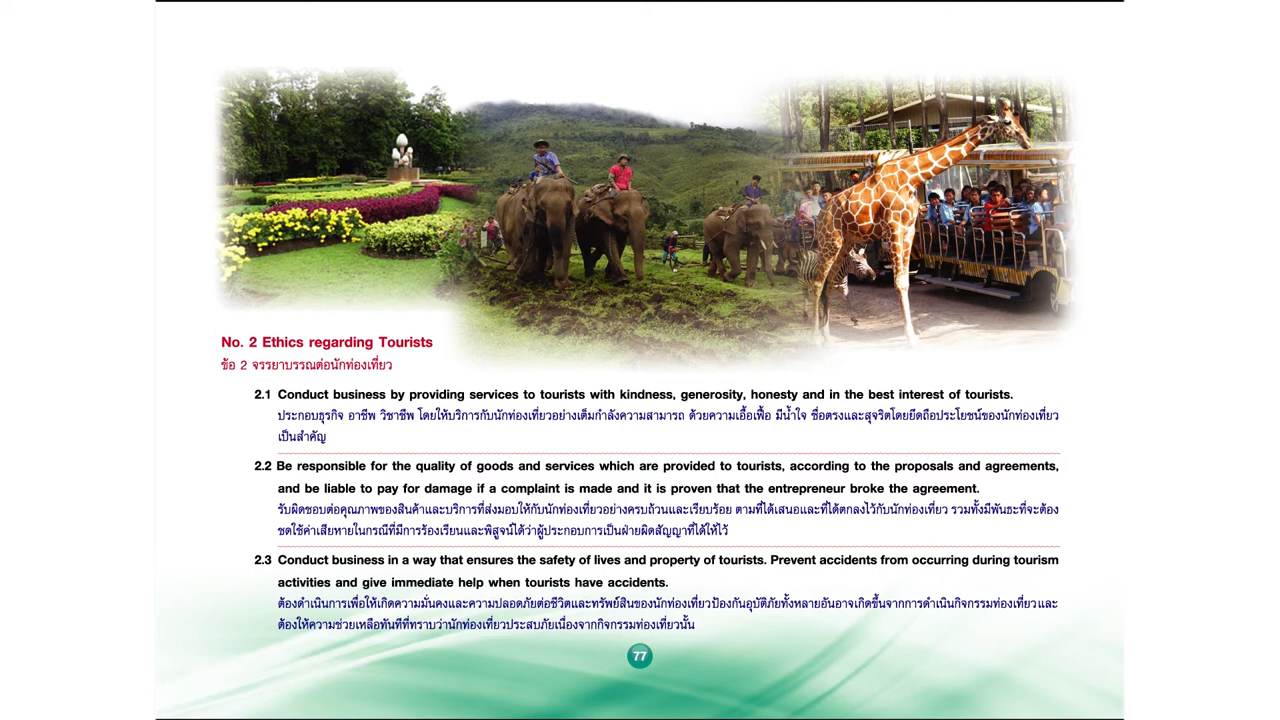 No. 2 Ethics regarding Tourists
ข้อ 2 จรรยาบรรณต่อนักท่องเที่ยว
2.1 Conduct business by providing services to tourists with kindness, generosity, honesty and in the best interest of tourists.
ประกอบธุรกิจ อาชีพ วิชาชีพ โดยให้บริการกับนักท่องเที่ยวอย่างเต็มกำลังความสามารถ ด้วยความเอื้อเฟื้อ มีน้ำใจ ซื่อตรงและสุจริตโดยยึดถือประโยชน์ของนักท่องเที่ยว
เป็นสำคัญ
2.2 Be responsible for the quality of goods and services which are provided to tourists, according to the proposals and agreements,
and be liable to pay for damage if a complaint is made and it is proven that the entrepreneur broke the agreement.
รับผิดชอบต่อคุณภาพของสินค้าและบริการที่ส่งมอบให้กับนักท่องเที่ยวอย่างครบถ้วนและเรียบร้อย ตามที่ได้เสนอและที่ได้ตกลงไว้กับนักท่องเที่ยว รวมทั้งมีพันธะที่จะต้อง
ชดใช้ค่าเสียหายในกรณีที่มีการร้องเรียนและพิสูจน์ได้ว่าผู้ประกอบการเป็นฝ่ายผิดสัญญาที่ได้ให้ไว้
2.3 Conduct business in a way that ensures the safety of lives and property of tourists. Prevent accidents from occurring during tourism
activities and give immediate help when tourists have accidents.
ต้องดำเนินการเพื่อให้เกิดความมั่นคงและความปลอดภัยต่อชีวิตและทรัพย์สินของนักท่องเที่ยวป้องกันอุบัติภัยทั้งหลายอันอาจเกิดขึ้นจากการดำเนินกิจกรรมท่องเที่ยวและ
ต้องให้ความช่วยเหลือทันทีที่ทราบว่านักท่องเที่ยวประสบภัยเนื่องจากกิจกรรมท่องเที่ยวนั้น
77